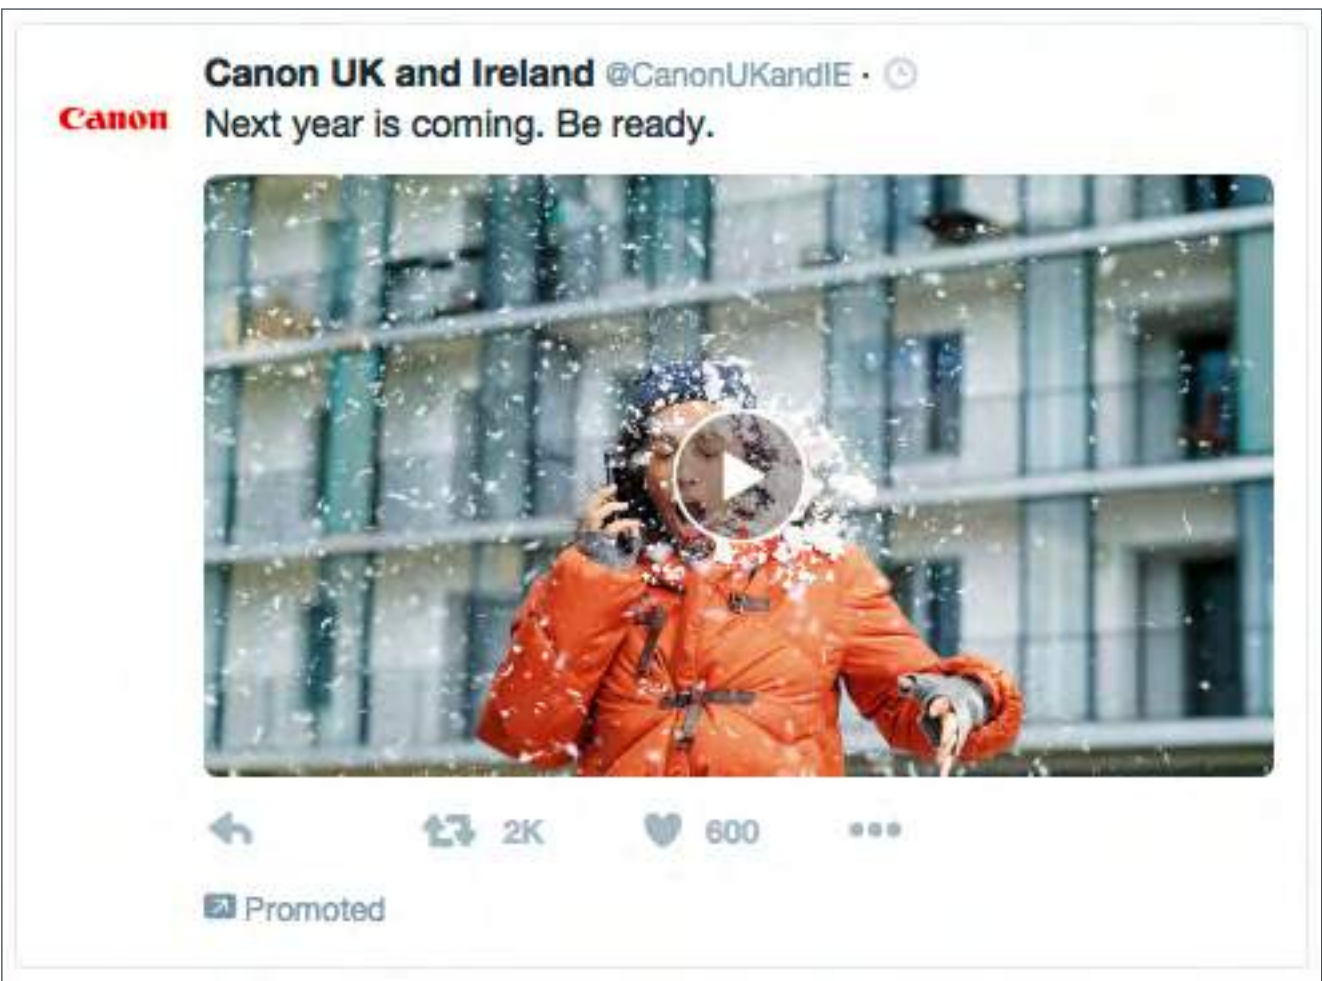 Canon UK and Ireland @CanonUKandIE ·
Canon
Next year is coming. Be ready.
2K
600
Promoted